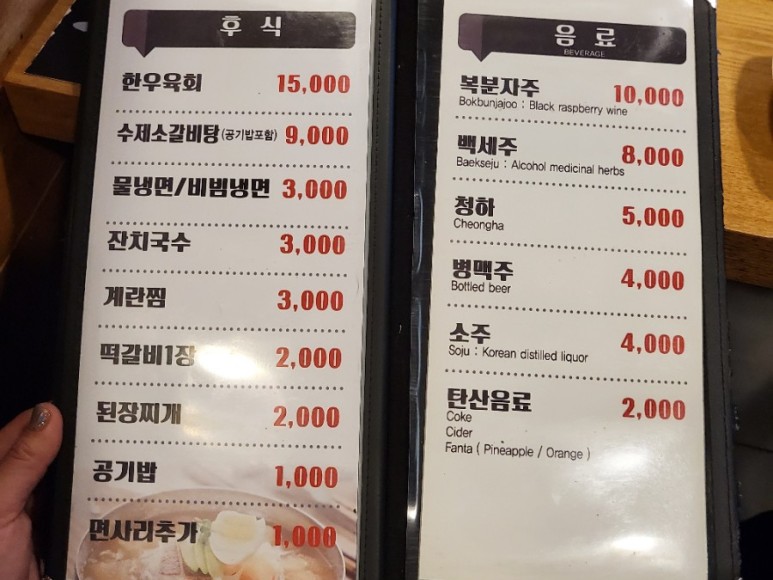 후 식
한우육회 15,000
수제소갈비탕(공기밥포함) 9,000
물냉면/비빔냉면 3,000
잔치국수 3,000
계란찜 3,000
떡갈비1장 2,000
된장찌개 2,000
공기밥 1,000
면사리추가 1,000
음 료
BEVERAGE
복분자주 10,000
Bokbunjajoo : Black raspberry wine
백세주 8,000
Baekseju : Alcohol medicinal herbs
청하 5,000
Cheongha
병맥주 4,000
Bottled beer
소주 4,000
Soju : Korean distilled liquor
탄산음료 2,000
Coke
Cider
Fanta ( Pineapple / Orange )